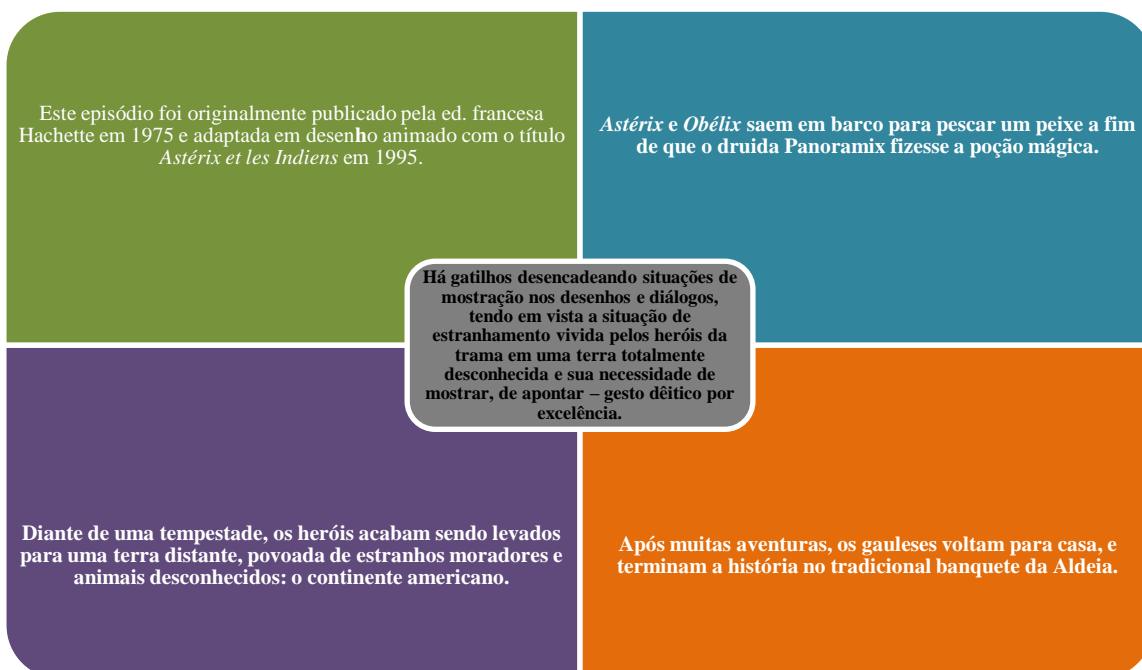 Este episódio foi originalmente publicado pela ed. francesa
Hachette em 1975 e adaptada em desenho animado com o título
Astérix et les Indiens em 1995.
Astérix e Obélix saem em barco para pescar um peixe a fim
de que o druida Panoramix fizesse a poção mágica.
Há gatilhos desencadeando situações de
mostração nos desenhos e diálogos,
tendo em vista a situação de
estranhamento vivida pelos heróis da
trama em uma terra totalmente
desconhecida e sua necessidade de
mostrar, de apontar – gesto dêitico por
excelência.
Diante de uma tempestade, os heróis acabam sendo levados
para uma terra distante, povoada de estranhos moradores e
animais desconhecidos: o continente americano.
Após muitas aventuras, os gauleses voltam para casa, e
terminam a história no tradicional banquete da Aldeia.